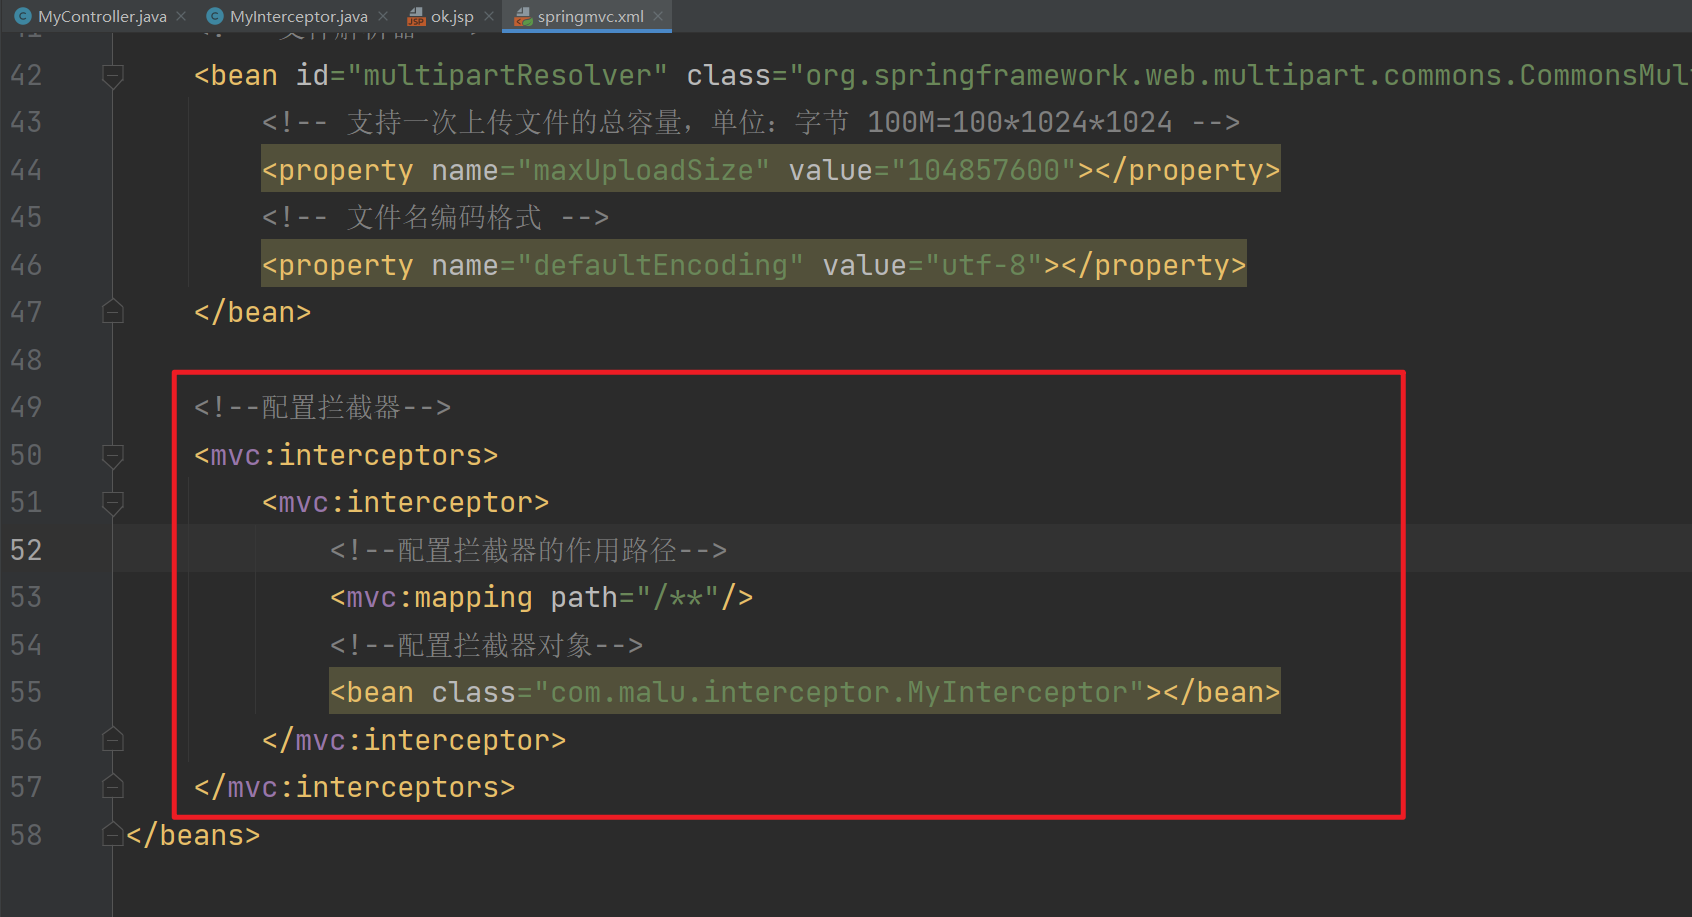 MyController.java MyInterceptor.java ok.jsp springmvc.xml
42 <bean id="multipartResolver" class="org.springframework.web.multipart.commons.CommonsMul
43 <!-- 支持一次上传文件的总容量，单位：字节 100M=100*1024*1024 -->
44 <property name="maxUploadSize" value="104857600"></property>
45 <!-- 文件名编码格式 -->
46 <property name="defaultEncoding" value="utf-8"></property>
47 </bean>
48
49 <!--配置拦截器-->
50 <mvc:interceptors>
51 <mvc:interceptor>
52 <!--配置拦截器的作用路径-->
53 <mvc:mapping path="/**"/>
54 <!--配置拦截器对象-->
55 <bean class="com.malu.interceptor.MyInterceptor"></bean>
56 </mvc:interceptor>
57 </mvc:interceptors>
58 </beans>